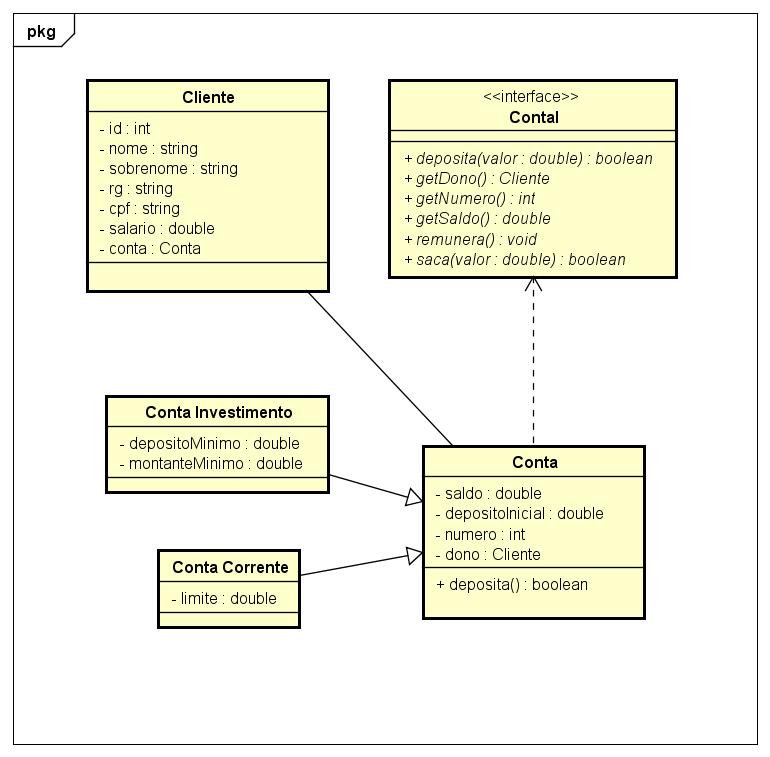 pkg
Cliente
- id : int
- nome : string
- sobrenome : string
- rg : string
- cpf : string
- salario : double
- conta : Conta
<<interface>>
ContaI
+ deposita(valor : double) : boolean
+ getDono() : Cliente
+ getNumero() : int
+ getSaldo() : double
+ remunera() : void
+ saca(valor : double) : boolean
Conta Investimento
- depositoMinimo : double
- montanteMinimo : double
Conta Corrente
- limite : double
Conta
- saldo : double
- depositoInicial : double
- numero : int
- dono : Cliente
+ deposita() : boolean